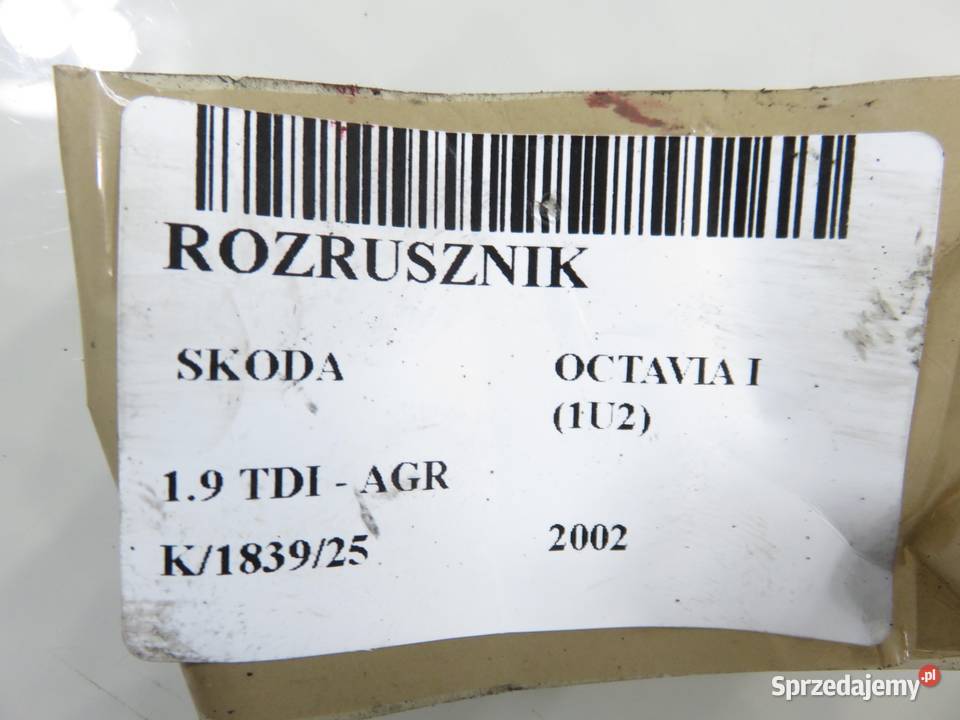 ROZRUSZNIK
SKODA OCTAVIA I
(1U2)
1.9 TDI - AGR
K/1839/25 2002
Sprzedajemy.pl